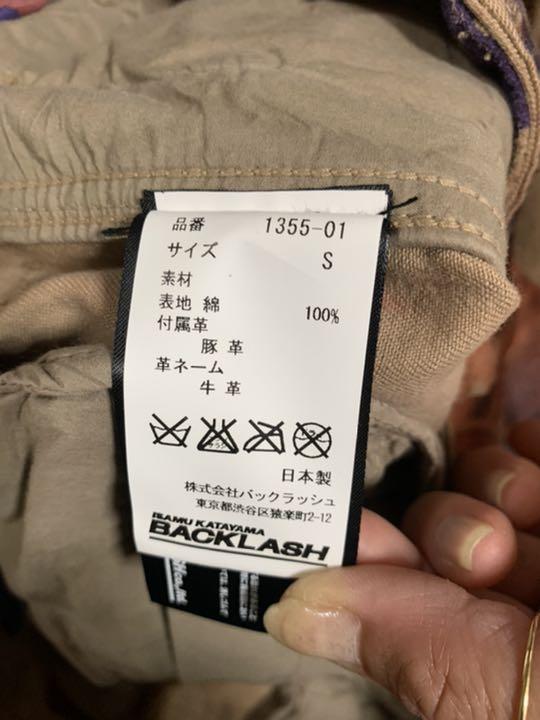 品番 1355-01
サイズ S
素材
表地 綿 100%
付属革
豚 革
革ネーム
牛 革
日本製
株式会社バックラッシュ
東京都渋谷区猿楽町2-12
ISAMU KATAYAMA
BACKLASH